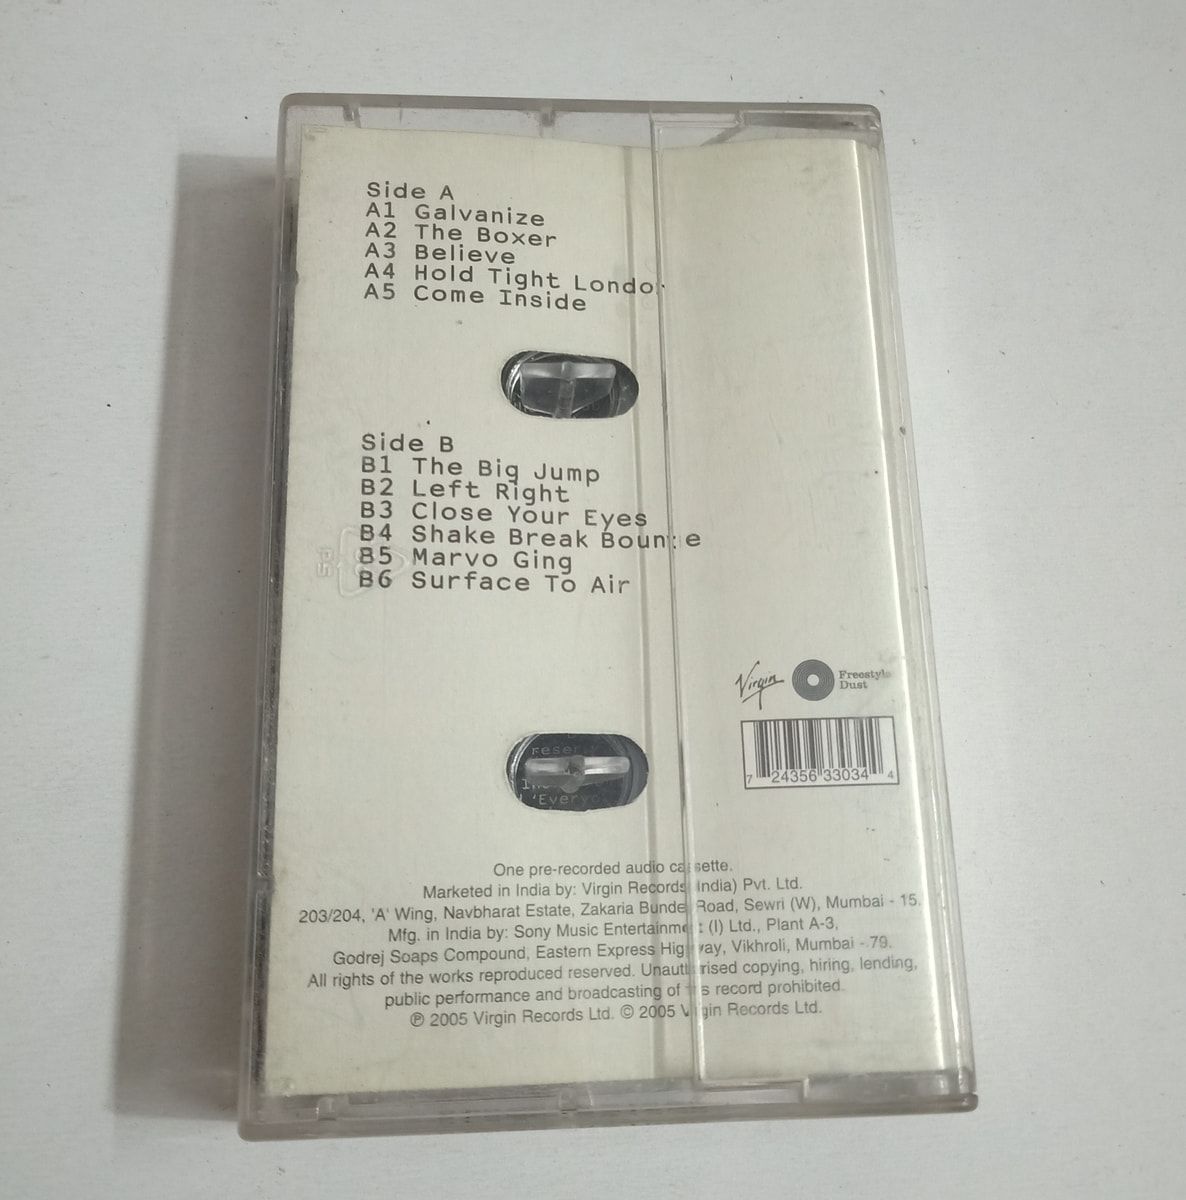 Side A
A1 Galvanize
A2 The Boxer
A3 Believe
A4 Hold Tight London
A5 Come Inside
Side B
B1 The Big Jump
B2 Left Right
B3 Close Your Eyes
B4 Shake Break Bounce
B5 Marvo Ging
B6 Surface To Air
Virgin
Freestyle
Dust
7 24356 33034 4
One pre-recorded audio cassette.
Marketed in India by: Virgin Records (India) Pvt. Ltd.
203/204, 'A' Wing, Navbharat Estate, Zakaria Bunder Road, Sewri (W), Mumbai - 15.
Mfg. in India by: Sony Music Entertainment (I) Ltd., Plant A-3,
Godrej Soaps Compound, Eastern Express Highway, Vikhroli, Mumbai - 79.
All rights of the works reproduced reserved. Unauthorised copying, hiring, lending,
public performance and broadcasting of this record prohibited.
℗ 2005 Virgin Records Ltd. © 2005 Virgin Records Ltd.